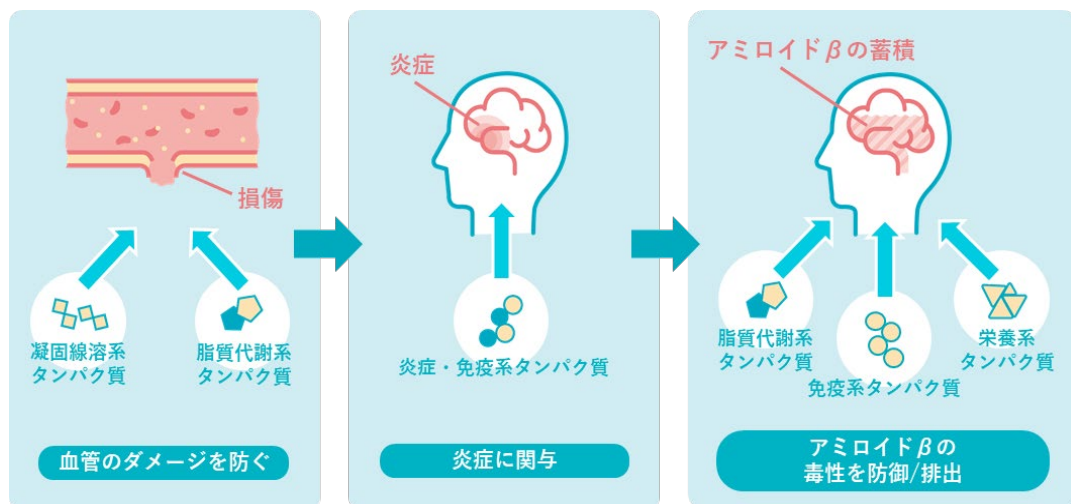 損傷
凝固線溶系
タンパク質
脂質代謝系
タンパク質
血管のダメージを防ぐ
炎症
炎症・免疫系タンパク質
炎症に関与
アミロイドβの蓄積
脂質代謝系
タンパク質
免疫系タンパク質
栄養系
タンパク質
アミロイドβの
毒性を防御/排出